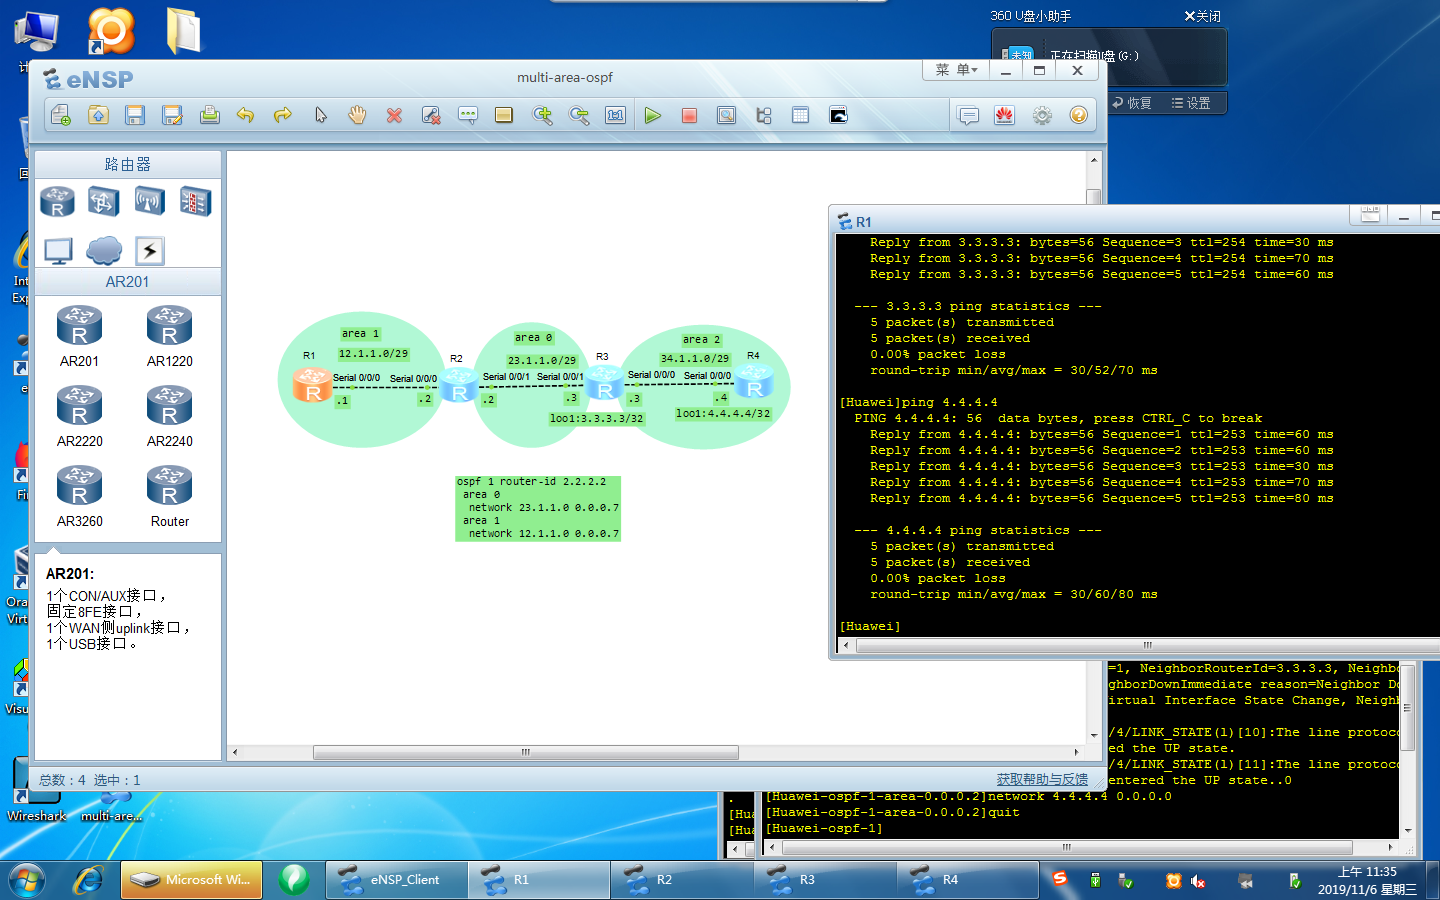 360 U盘小助手
关闭
未知
正在扫描U盘(G:)
恢复
设置
eNSP
multi-area-ospf
菜 单
路由器
R
AR201
R
AR201
R
AR1220
R
AR2220
R
AR2240
R
AR3260
R
Router
AR201:
1个CON/AUX接口，
固定8FE接口，
1个WAN侧uplink接口，
1个USB接口。
area 1
12.1.1.0/29
R1
Serial 0/0/0
R
.1
Serial 0/0/0
.2
R2
R
area 0
23.1.1.0/29
Serial 0/0/1
Serial 0/0/1
.2
.3
R3
R
loo1:3.3.3.3/32
area 2
34.1.1.0/29
R4
Serial 0/0/0
Serial 0/0/0
R
.3
.4
loo1:4.4.4.4/32
ospf 1 router-id 2.2.2.2
area 0
network 23.1.1.0 0.0.0.7
area 1
network 12.1.1.0 0.0.0.7
总数：4 选中：1
获取帮助与反馈
R1
Reply from 3.3.3.3: bytes=56 Sequence=3 ttl=254 time=30 ms
Reply from 3.3.3.3: bytes=56 Sequence=4 ttl=254 time=70 ms
Reply from 3.3.3.3: bytes=56 Sequence=5 ttl=254 time=60 ms
--- 3.3.3.3 ping statistics ---
5 packet(s) transmitted
5 packet(s) received
0.00% packet loss
round-trip min/avg/max = 30/52/70 ms
[Huawei]ping 4.4.4.4
PING 4.4.4.4: 56  data bytes, press CTRL_C to break
Reply from 4.4.4.4: bytes=56 Sequence=1 ttl=253 time=60 ms
Reply from 4.4.4.4: bytes=56 Sequence=2 ttl=253 time=60 ms
Reply from 4.4.4.4: bytes=56 Sequence=3 ttl=253 time=30 ms
Reply from 4.4.4.4: bytes=56 Sequence=4 ttl=253 time=70 ms
Reply from 4.4.4.4: bytes=56 Sequence=5 ttl=253 time=80 ms
--- 4.4.4.4 ping statistics ---
5 packet(s) transmitted
5 packet(s) received
0.00% packet loss
round-trip min/avg/max = 30/60/80 ms
[Huawei]
=1, NeighborRouterId=3.3.3.3, Neighbo
ghborDownImmediate reason=Neighbor Do
irtual Interface State Change, Neighb
/4/LINK_STATE(1)[10]:The line protoco
ed the UP state.
/4/LINK_STATE(1)[11]:The line protoco
entered the UP state..0
[Huawei-ospf-1-area-0.0.0.2]network 4.4.4.4 0.0.0.0
[Huawei-ospf-1-area-0.0.0.2]quit
[Huawei-ospf-1]
.
[Hua
[Hua
Int
Exp
Fi
Ora
Virt
Visu
Wireshark
multi-are...
Microsoft Wi...
eNSP_Client
R1
R2
R3
R4
上午 11:35
2019/11/6 星期三